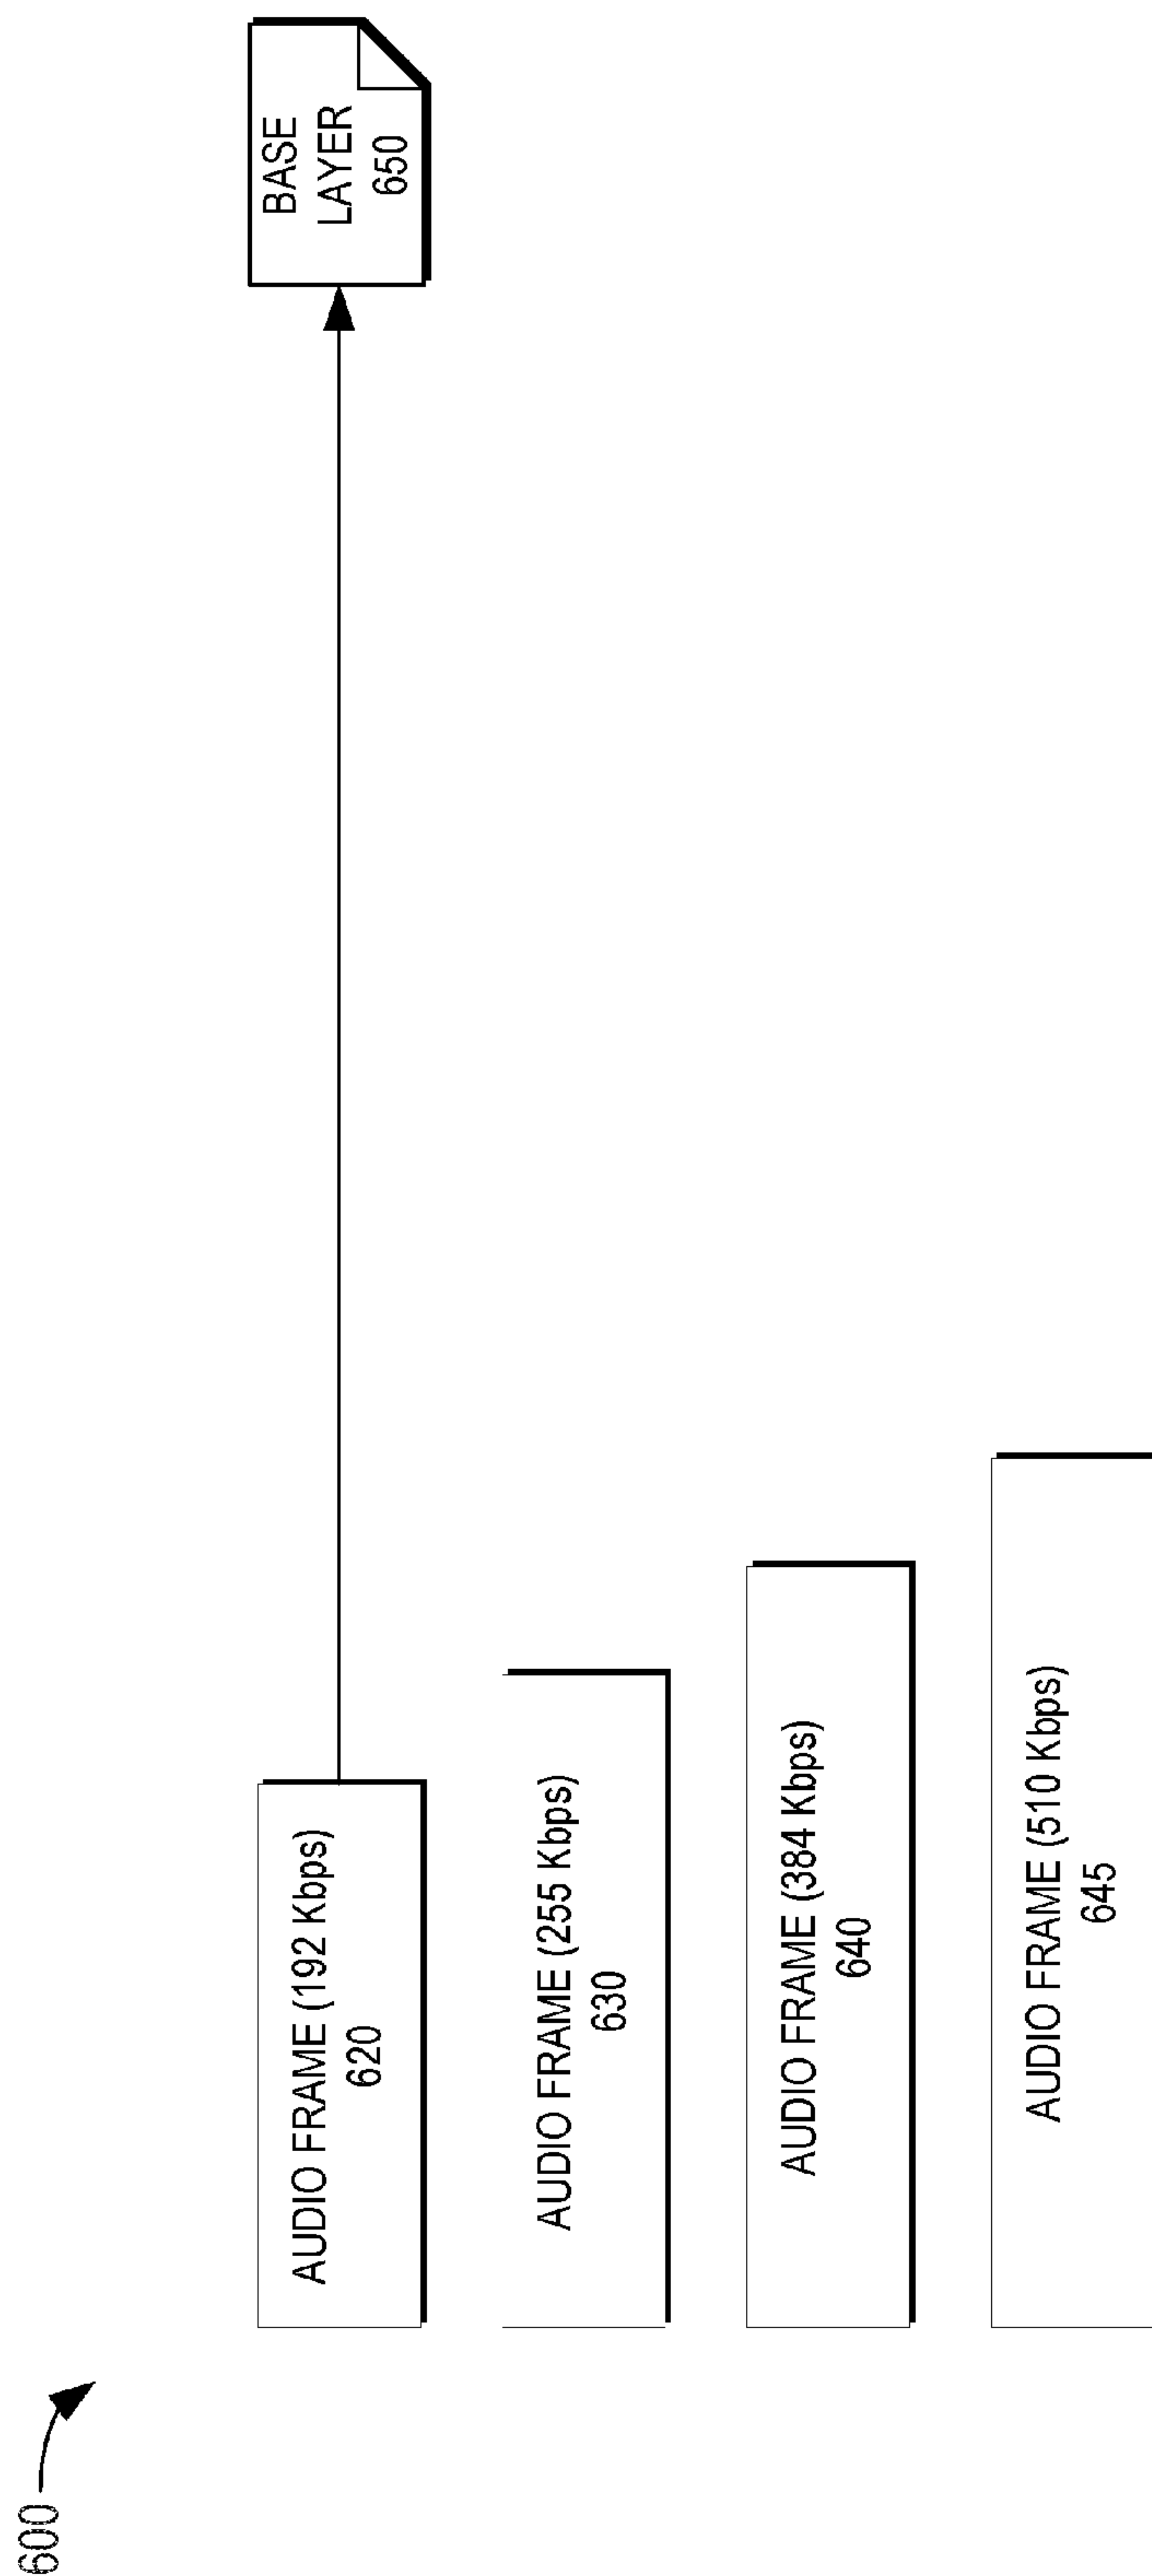 600
AUDIO FRAME (192 Kbps)
620
BASE
LAYER
650
AUDIO FRAME (255 Kbps)
630
AUDIO FRAME (384 Kbps)
640
AUDIO FRAME (510 Kbps)
645